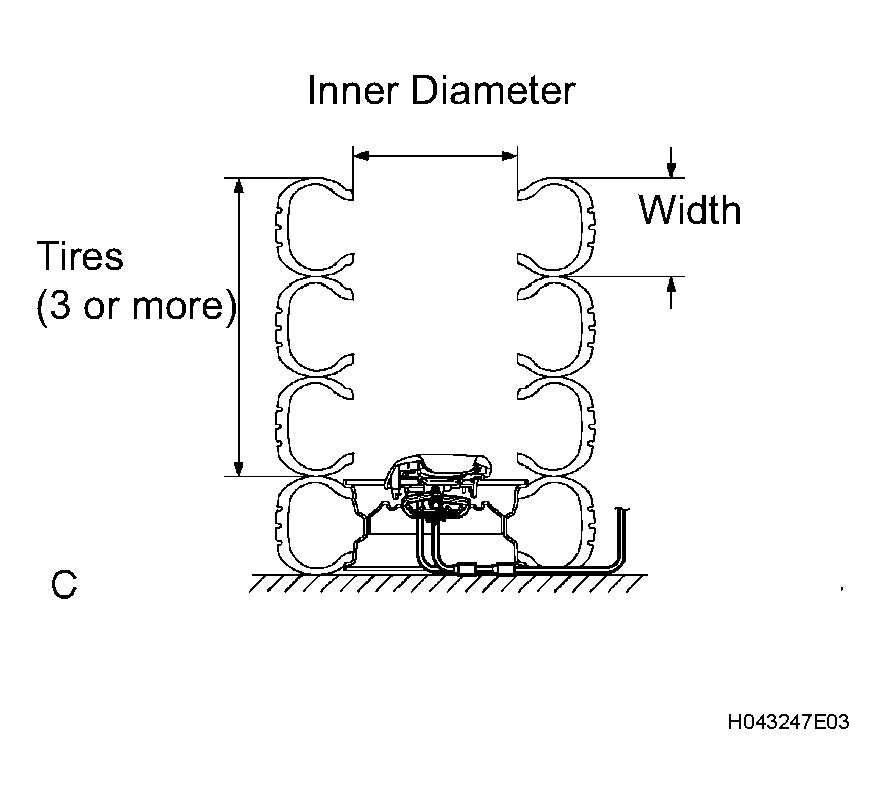 Inner Diameter
Width
Tires
(3 or more)
C
H043247E03